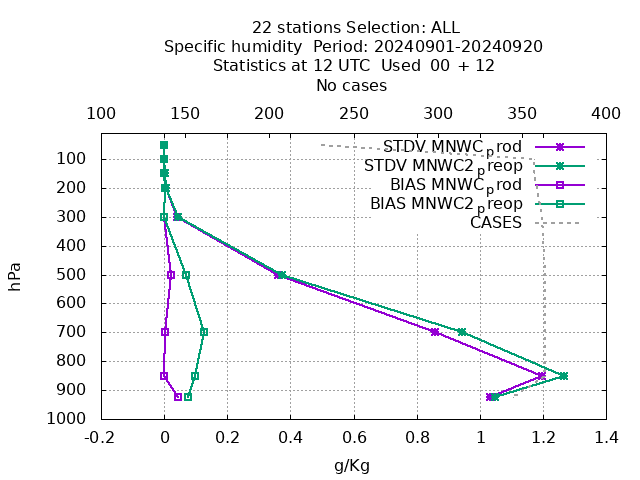 22 stations Selection: ALL
Specific humidity  Period: 20240901-20240920
Statistics at 12 UTC  Used  00 + 12
No cases
100 150 200 250 300 350 400
STDV MNWC_prod
STDV MNWC2_preop
BIAS MNWC_prod
BIAS MNWC2_preop
CASES
hPa
100
200
300
400
500
600
700
800
900
1000
-0.2 0 0.2 0.4 0.6 0.8 1 1.2 1.4
g/Kg